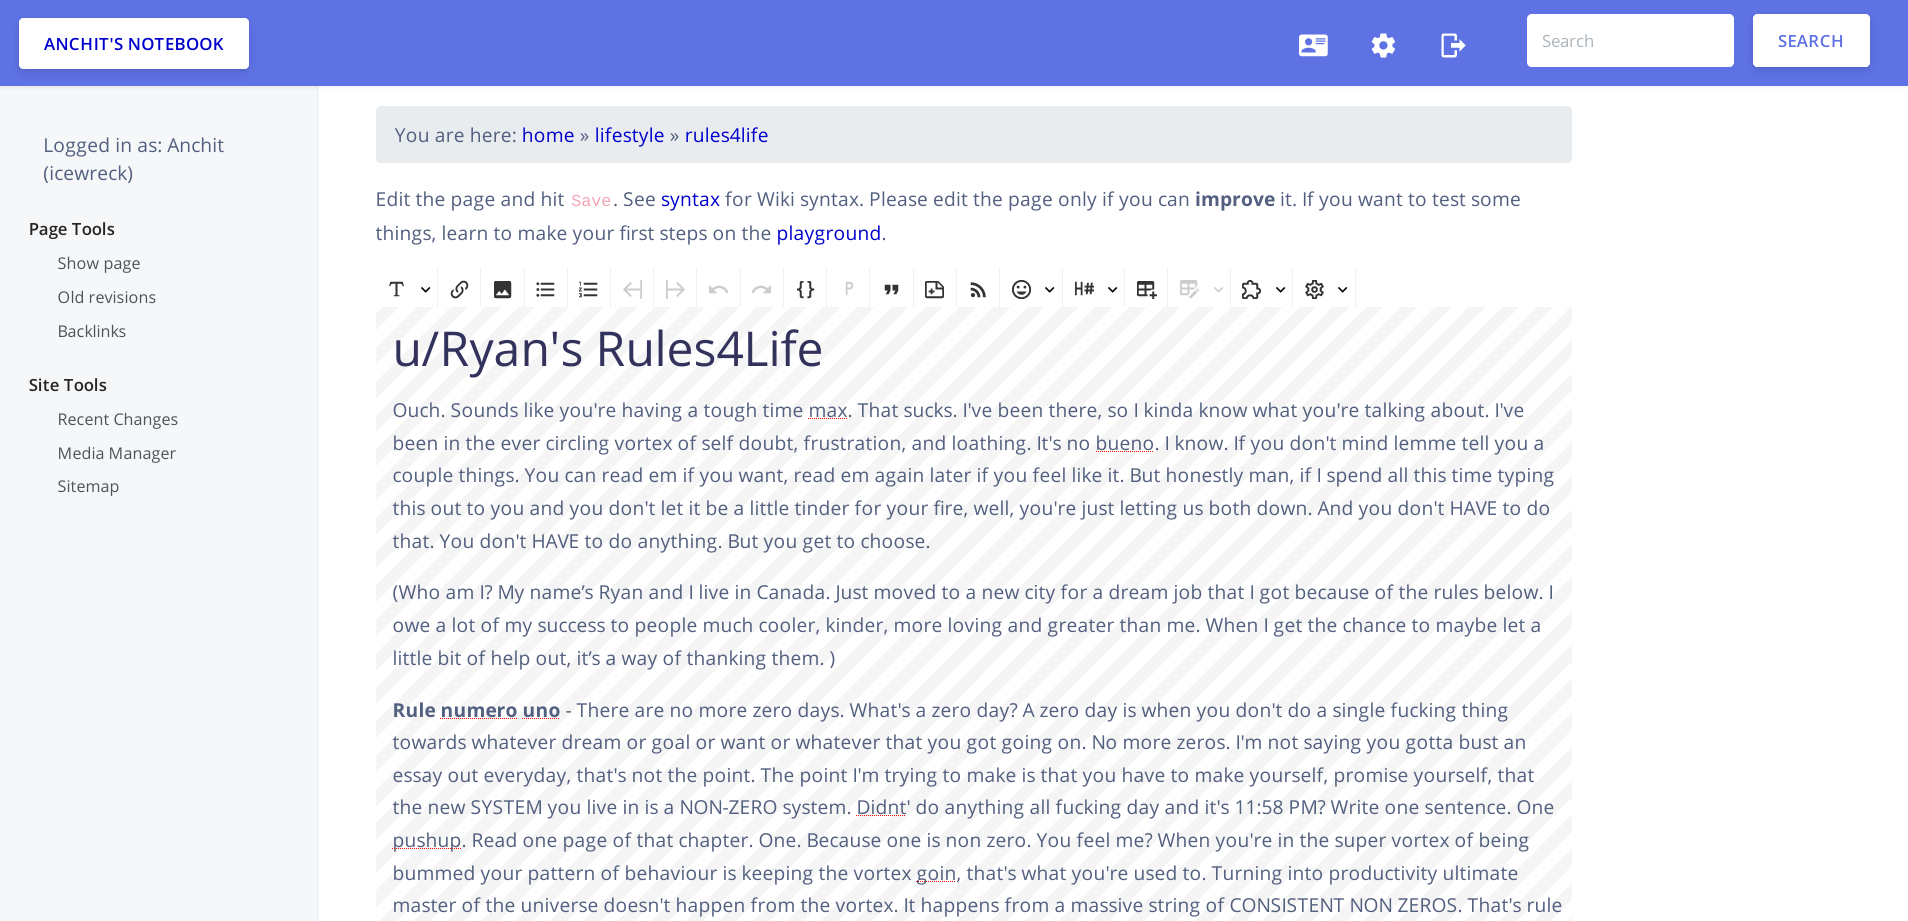 ANCHIT'S NOTEBOOK
Search
SEARCH
Logged in as: Anchit
(icewreck)
Page Tools
Show page
Old revisions
Backlinks
Site Tools
Recent Changes
Media Manager
Sitemap
You are here: home » lifestyle » rules4life
Edit the page and hit Save. See syntax for Wiki syntax. Please edit the page only if you can improve it. If you want to test some
things, learn to make your first steps on the playground.
T H# P
u/Ryan's Rules4Life
Ouch. Sounds like you're having a tough time max. That sucks. I've been there, so I kinda know what you're talking about. I've
been in the ever circling vortex of self doubt, frustration, and loathing. It's no bueno. I know. If you don't mind lemme tell you a
couple things. You can read em if you want, read em again later if you feel like it. But honestly man, if I spend all this time typing
this out to you and you don't let it be a little tinder for your fire, well, you're just letting us both down. And you don't HAVE to do
that. You don't HAVE to do anything. But you get to choose.
(Who am I? My name’s Ryan and I live in Canada. Just moved to a new city for a dream job that I got because of the rules below. I
owe a lot of my success to people much cooler, kinder, more loving and greater than me. When I get the chance to maybe let a
little bit of help out, it’s a way of thanking them. )
Rule numero uno - There are no more zero days. What's a zero day? A zero day is when you don't do a single fucking thing
towards whatever dream or goal or want or whatever that you got going on. No more zeros. I'm not saying you gotta bust an
essay out everyday, that's not the point. The point I'm trying to make is that you have to make yourself, promise yourself, that
the new SYSTEM you live in is a NON-ZERO system. Didnt' do anything all fucking day and it's 11:58 PM? Write one sentence. One
pushup. Read one page of that chapter. One. Because one is non zero. You feel me? When you're in the super vortex of being
bummed your pattern of behaviour is keeping the vortex goin, that's what you're used to. Turning into productivity ultimate
master of the universe doesn't happen from the vortex. It happens from a massive string of CONSISTENT NON ZEROS. That's rule